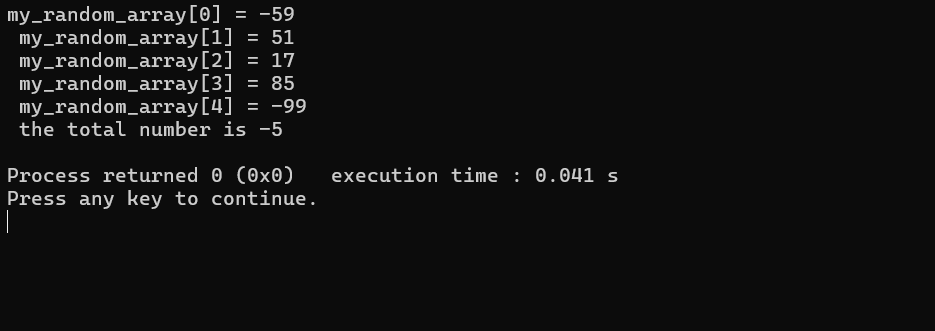 my_random_array[0] = -59
my_random_array[1] = 51
my_random_array[2] = 17
my_random_array[3] = 85
my_random_array[4] = -99
the total number is -5
Process returned 0 (0x0)   execution time : 0.041 s
Press any key to continue.